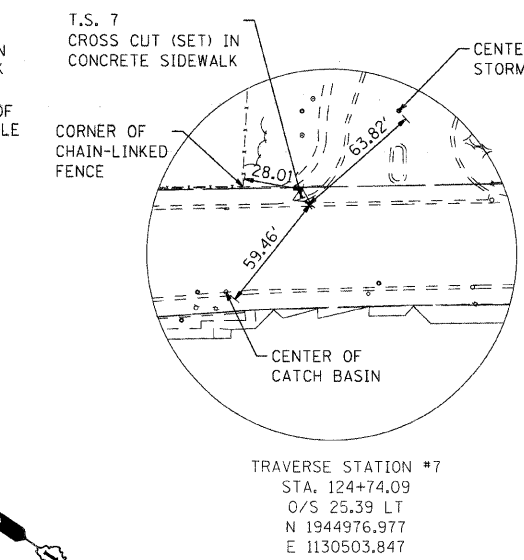 T.S. 7
CROSS CUT (SET) IN
CONCRETE SIDEWALK
CORNER OF
CHAIN-LINKED
FENCE
28.01'
63.82'
59.46'
CENTER OF
CATCH BASIN
TRAVERSE STATION #7
STA. 124+74.09
O/S 25.39 LT
N 1944976.977
E 1130503.847